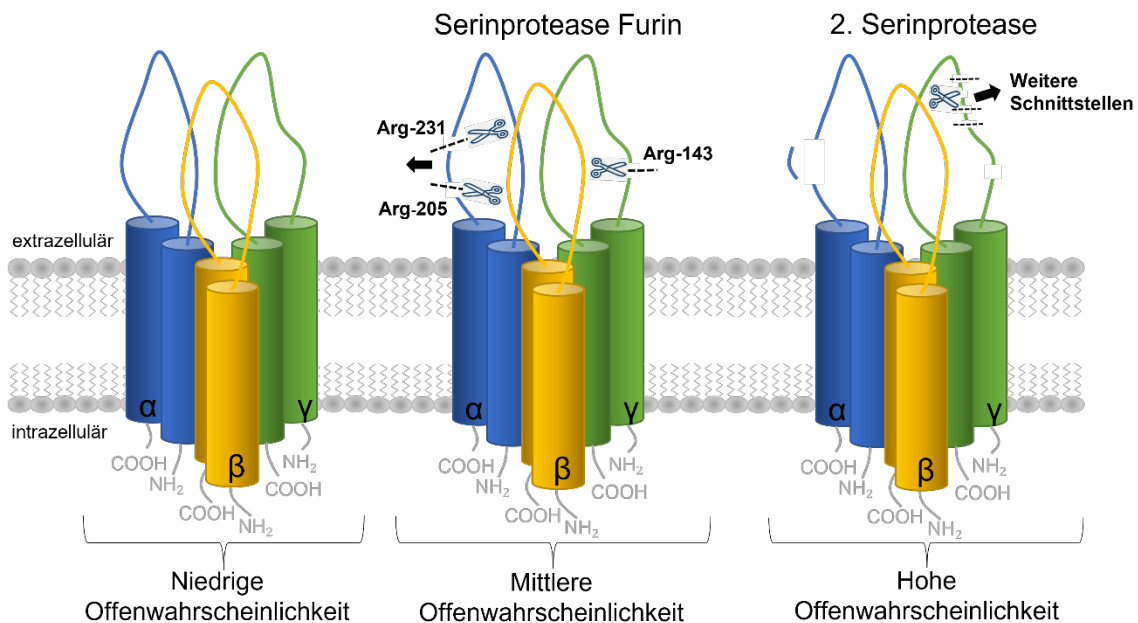 Serinprotease Furin
2. Serinprotease
Weitere
Schnittstellen
Arg-231
Arg-143
Arg-205
extrazellulär
intrazellulär
α
γ
β
COOH
NH₂
COOH
NH₂
COOH
NH₂
α
γ
β
COOH
NH₂
COOH
NH₂
COOH
NH₂
α
γ
β
COOH
NH₂
COOH
NH₂
COOH
NH₂
Niedrige
Offenwahrscheinlichkeit
Mittlere
Offenwahrscheinlichkeit
Hohe
Offenwahrscheinlichkeit